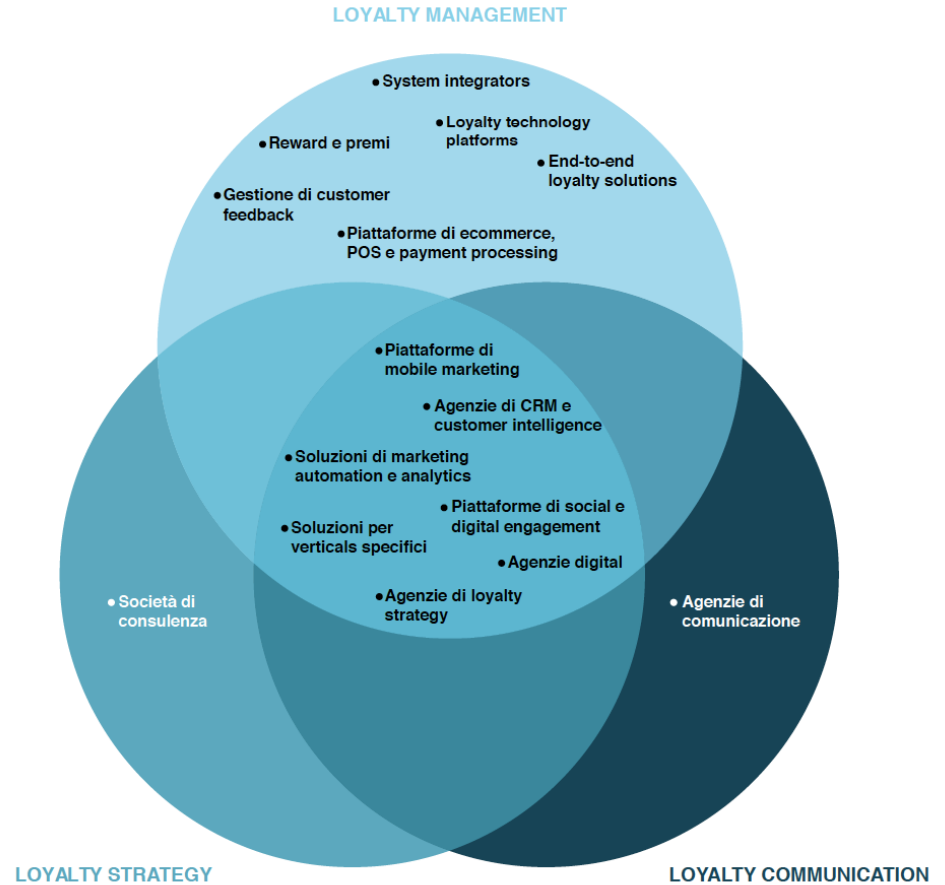 LOYALTY MANAGEMENT
• System integrators
• Loyalty technology
platforms
• Reward e premi
• End-to-end
loyalty solutions
• Gestione di customer
feedback
• Piattaforme di ecommerce,
POS e payment processing
• Piattaforme di
mobile marketing
• Agenzie di CRM e
customer intelligence
• Soluzioni di marketing
automation e analytics
• Piattaforme di social e
digital engagement
• Soluzioni per
verticals specifici
• Agenzie digital
• Agenzie di loyalty
strategy
• Società di
consulenza
• Agenzie di
comunicazione
LOYALTY STRATEGY
LOYALTY COMMUNICATION